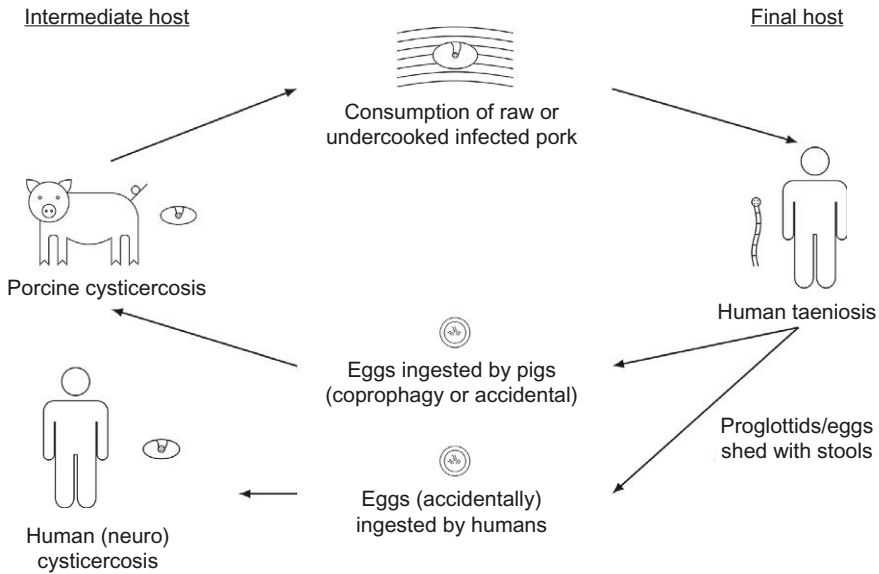 Intermediate host
Final host
Consumption of raw or
undercooked infected pork
Porcine cysticercosis
Human taeniosis
Eggs ingested by pigs
(coprophagy or accidental)
Proglottids/eggs
shed with stools
Eggs (accidentally)
ingested by humans
Human (neuro)
cysticercosis